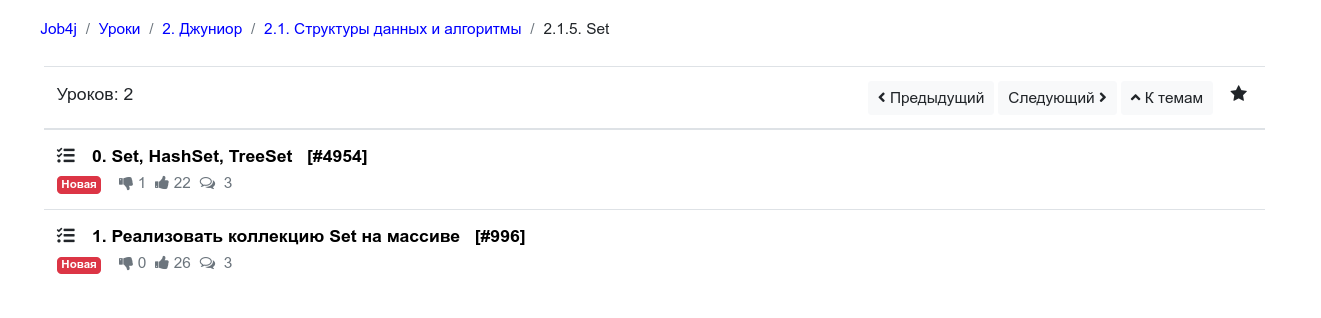 Job4j / Уроки / 2. Джуниор / 2.1. Структуры данных и алгоритмы / 2.1.5. Set
Уроков: 2 Предыдущий Следующий К темам
0. Set, HashSet, TreeSet [#4954]
Новая 1 22 3
1. Реализовать коллекцию Set на массиве [#996]
Новая 0 26 3